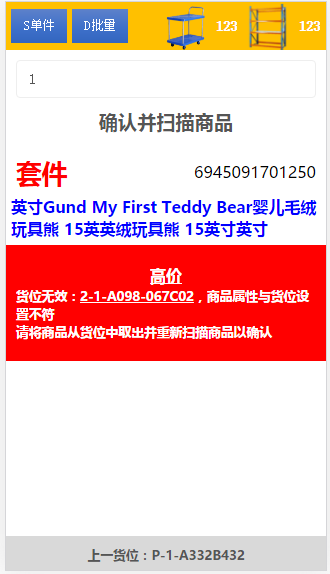 S单件 D批量 123 123
1
确认并扫描商品
套件 6945091701250
英寸Gund My First Teddy Bear婴儿毛绒
玩具熊 15英英绒玩具熊 15英寸英寸
高价
货位无效：2-1-A098-067C02，商品属性与货位设
置不符
请将商品从货位中取出并重新扫描商品以确认
上一货位：P-1-A332B432